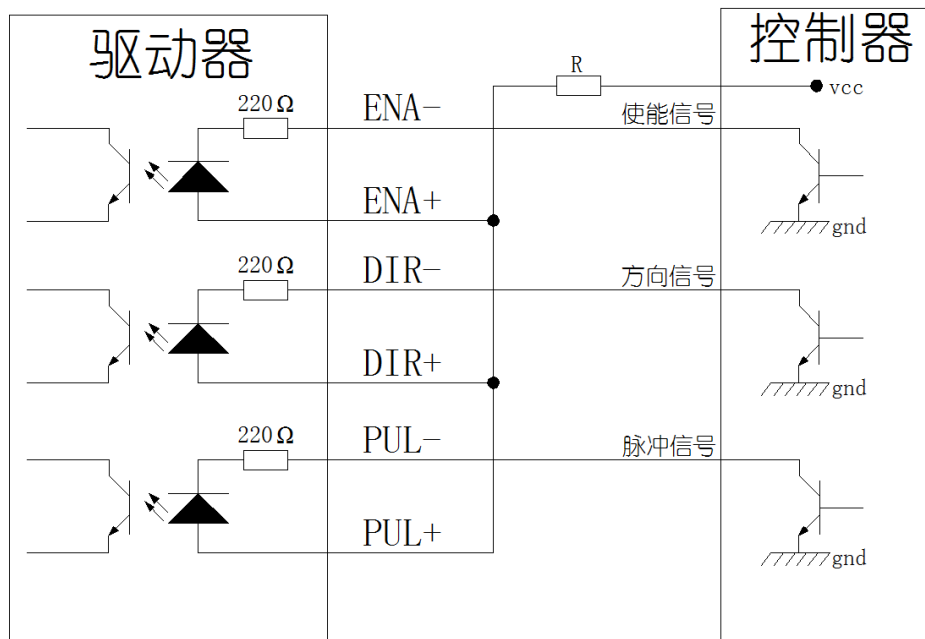 驱动器
控制器
R
vcc
220Ω
ENA-
使能信号
ENA+
gnd
220Ω
DIR-
方向信号
DIR+
gnd
220Ω
PUL-
脉冲信号
PUL+
gnd